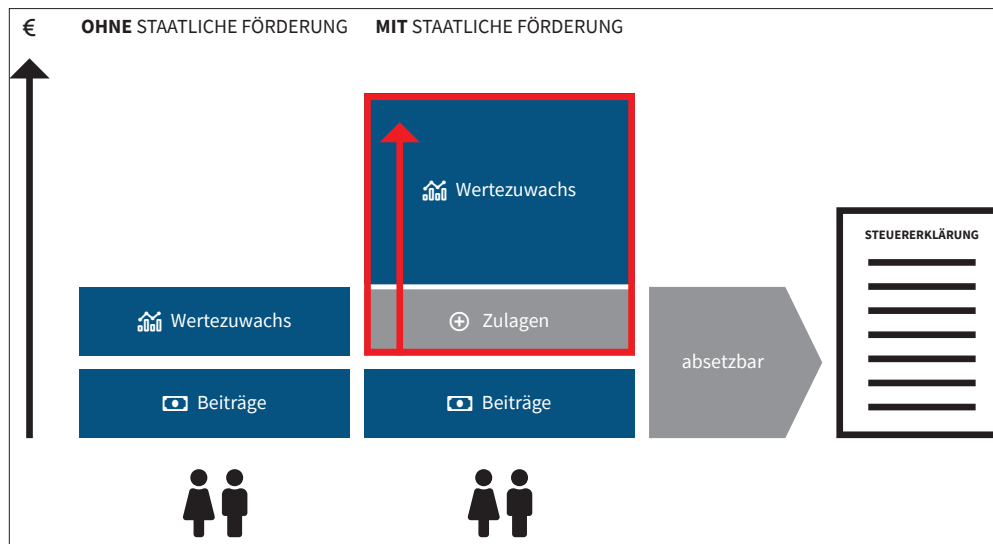 €
OHNE STAATLICHE FÖRDERUNG
MIT STAATLICHE FÖRDERUNG
Wertezuwachs
STEUERERKLÄRUNG
Wertezuwachs
Zulagen
absetzbar
Beiträge
Beiträge